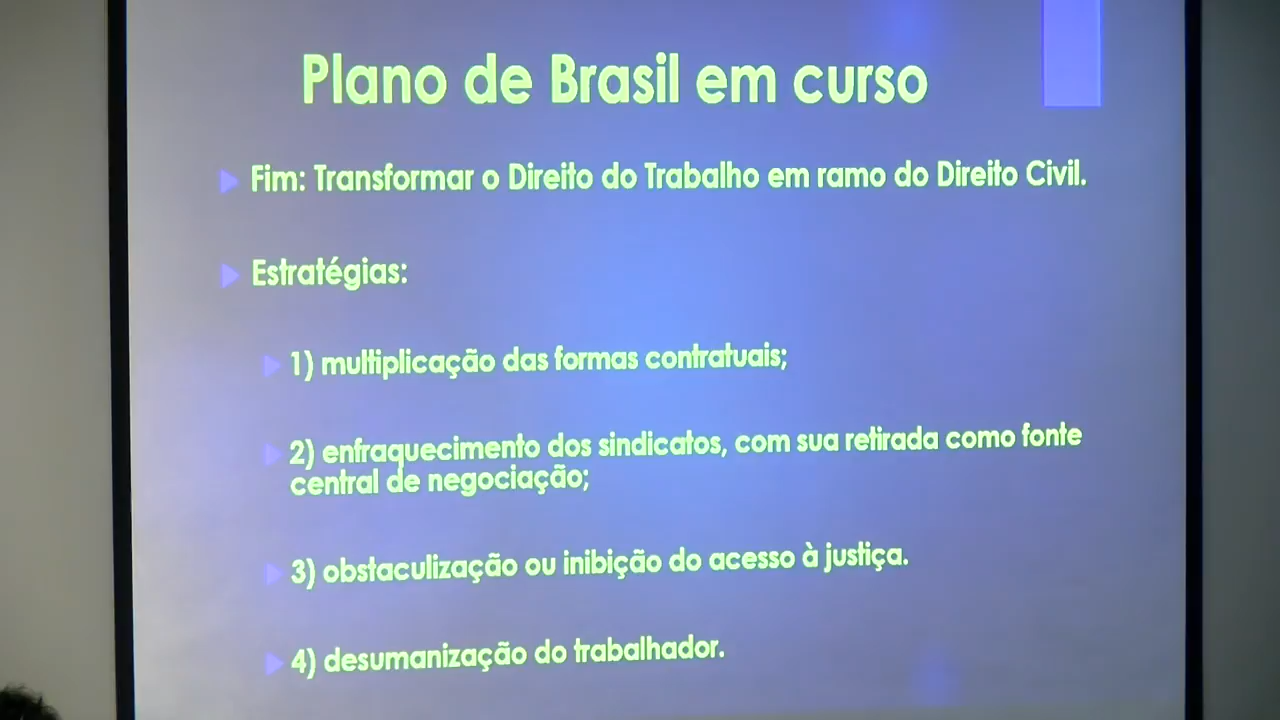 Plano de Brasil em curso
Fim: Transformar o Direito do Trabalho em ramo do Direito Civil.
Estratégias:
1) multiplicação das formas contratuais;
2) enfraquecimento dos sindicatos, com sua retirada como fonte
central de negociação;
3) obstaculização ou inibição do acesso à justiça.
4) desumanização do trabalhador.